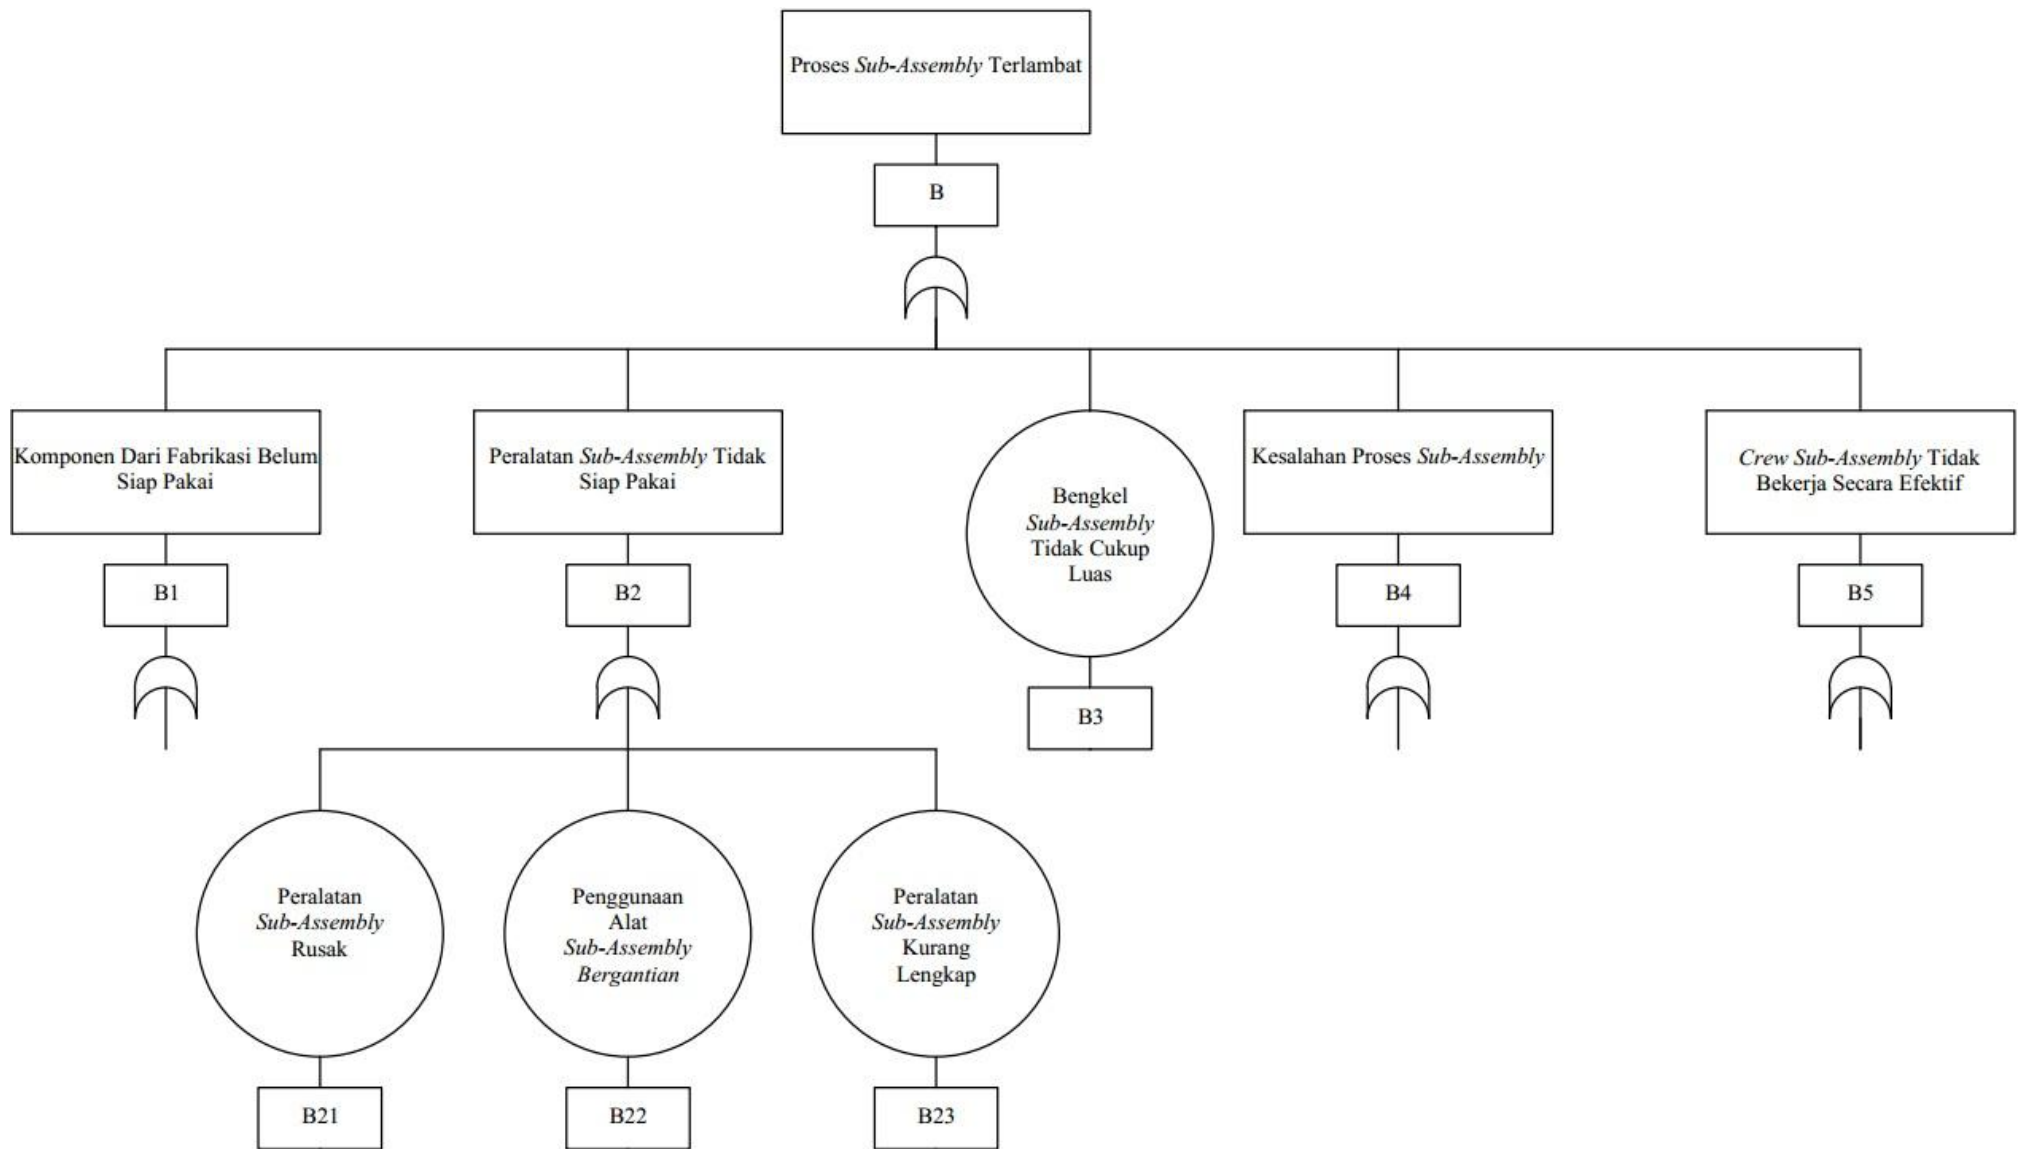 Proses Sub-Assembly Terlambat
B
Komponen Dari Fabrikasi Belum
Siap Pakai
B1
Peralatan Sub-Assembly Tidak
Siap Pakai
B2
Bengkel
Sub-Assembly
Tidak Cukup
Luas
B3
Kesalahan Proses Sub-Assembly
B4
Crew Sub-Assembly Tidak
Bekerja Secara Efektif
B5
Peralatan
Sub-Assembly
Rusak
B21
Penggunaan
Alat
Sub-Assembly
Bergantian
B22
Peralatan
Sub-Assembly
Kurang
Lengkap
B23